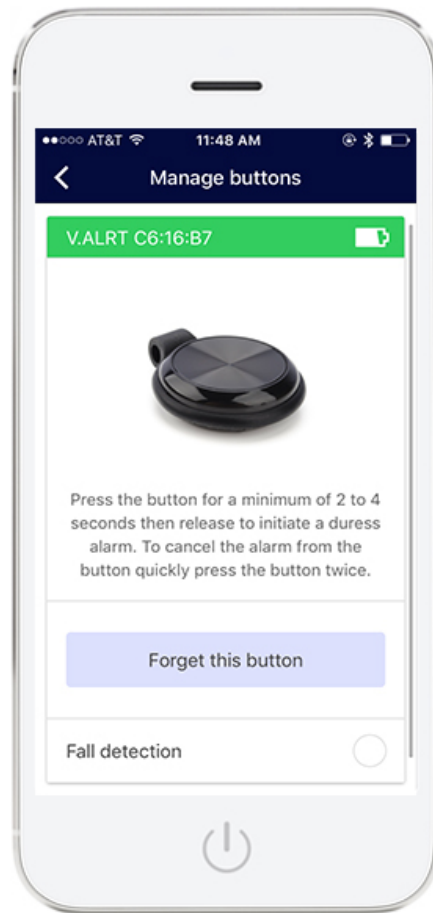 AT&T 11:48 AM
Manage buttons
V.ALRT C6:16:B7
Press the button for a minimum of 2 to 4
seconds then release to initiate a duress
alarm. To cancel the alarm from the
button quickly press the button twice.
Forget this button
Fall detection